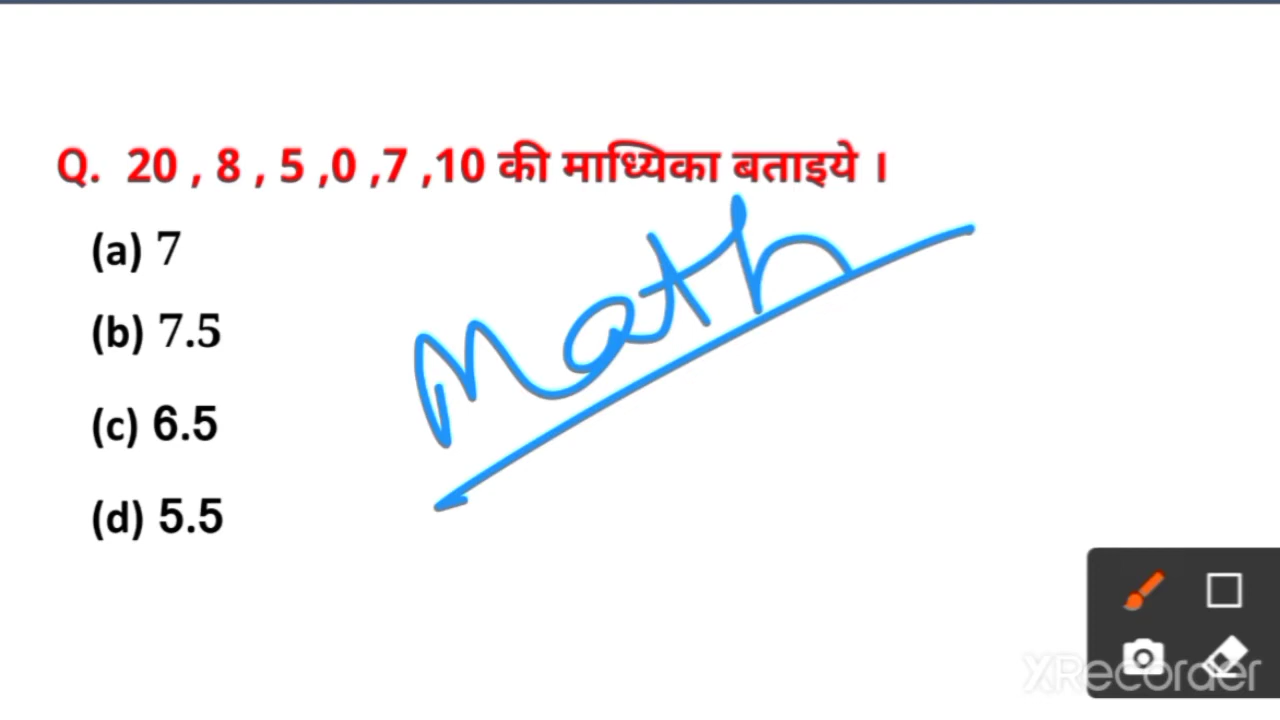 Q. 20 , 8 , 5 ,0 ,7 ,10 की माध्यिका बताइये ।
(a) 7
(b) 7.5
(c) 6.5
(d) 5.5
Math
XRecorder